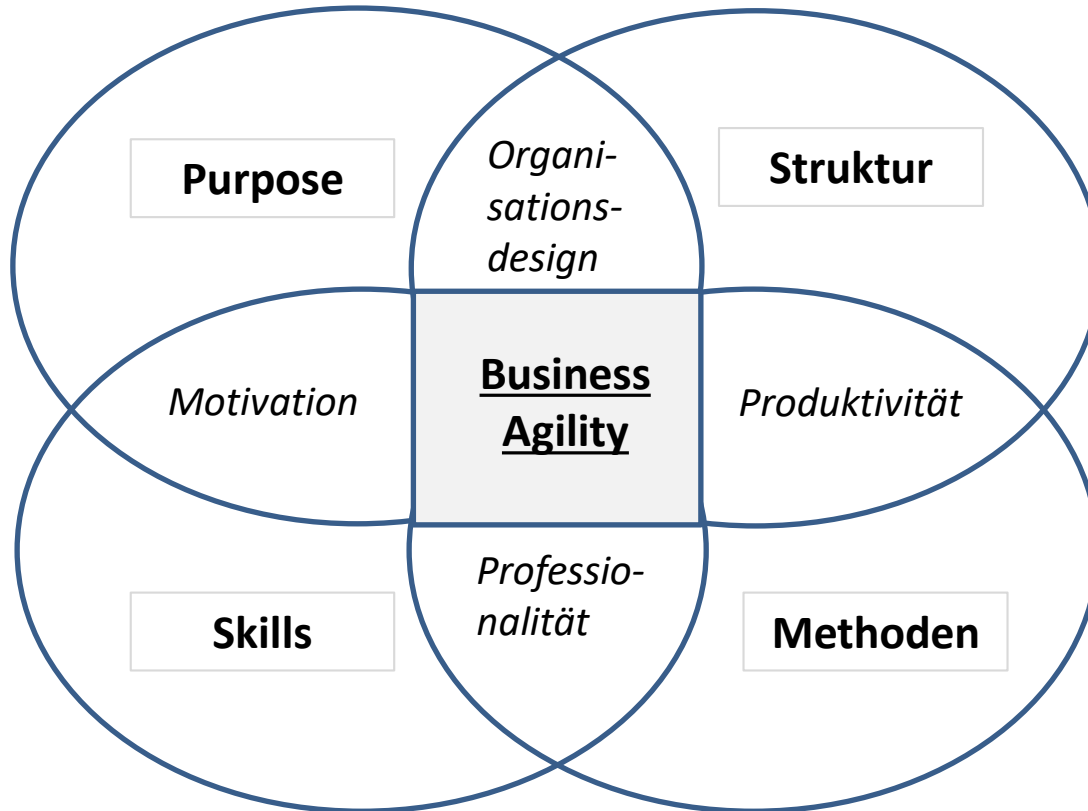 Purpose
Organi-
sations-
design
Struktur
Motivation
Business
Agility
Produktivität
Skills
Professio-
nalität
Methoden